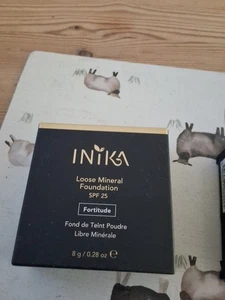 INIKA
Loose Mineral
Foundation
SPF 25
Fortitude
Fond de Teint Poudre
Libre Minérale
8 g / 0.28 oz ℮